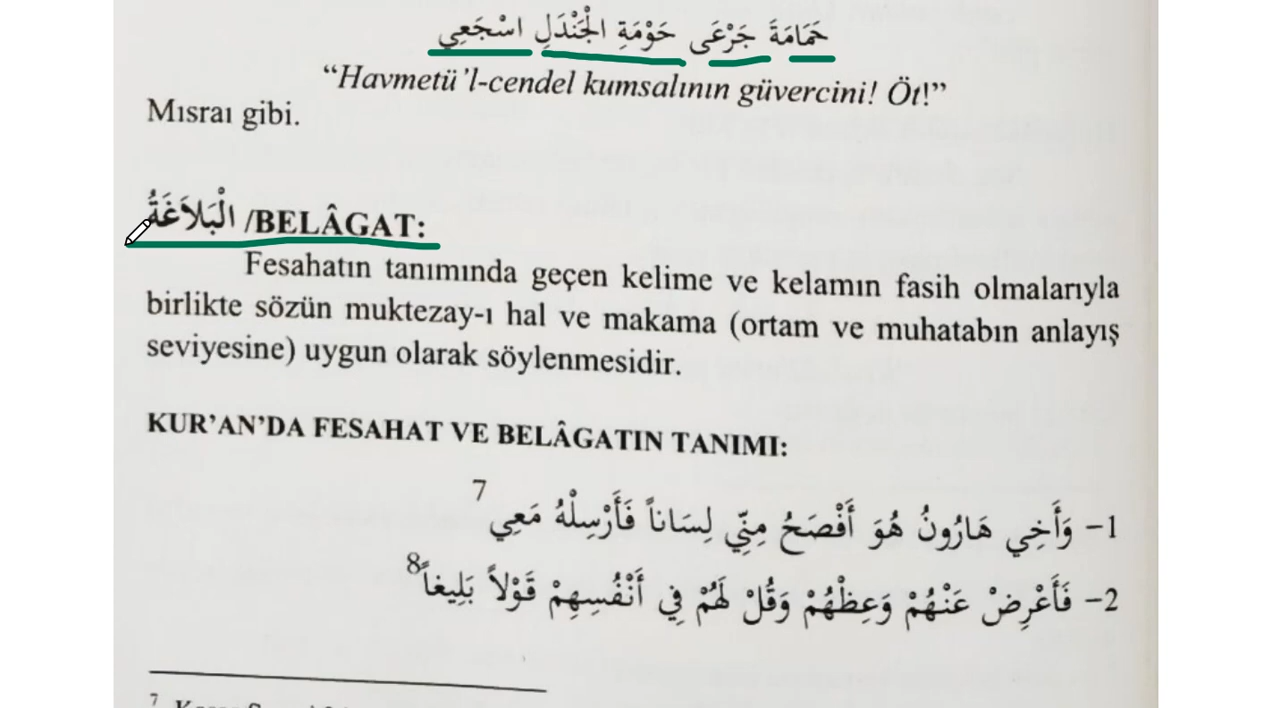 حَمَامَةَ جَرْعَى حَوْمَةِ الْجَنْدَلِ اسْجَعِي
“Havmetü’l-cendel kumsalının güvercini! Öt!”
Mısraı gibi.
الْبَلاَغَةُ /BELÂGAT:
Fesahatın tanımında geçen kelime ve kelamın fasih olmalarıyla
birlikte sözün muktezay-ı hal ve makama (ortam ve muhatabın anlayış
seviyesine) uygun olarak söylenmesidir.
KUR’AN’DA FESAHAT VE BELÂGATIN TANIMI:
1- وَأَخِي هَارُونُ هُوَ أَفْصَحُ مِنِّي لِسَاناً فَأَرْسِلْهُ مَعِي 7
2- فَأَعْرِضْ عَنْهُمْ وَعِظْهُمْ وَقُلْ لَهُمْ فِي أَنْفُسِهِمْ قَوْلاً بَلِيغاً 8
7